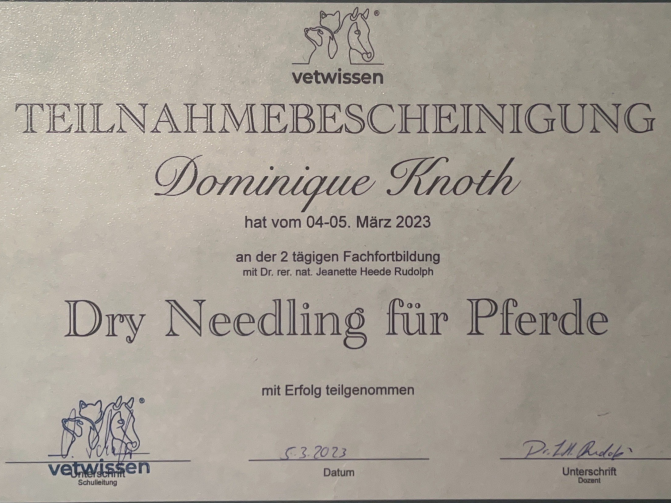 vetwissen
TEILNAHMEBESCHEINIGUNG
Dominique Knoth
hat vom 04-05. März 2023
an der 2 tägigen Fachfortbildung
mit Dr. rer. nat. Jeanette Heede Rudolph
Dry Needling für Pferde
mit Erfolg teilgenommen
vetwissen
Unterschrift
Schulleitung
5.3.2023
Datum
Unterschrift
Dozent